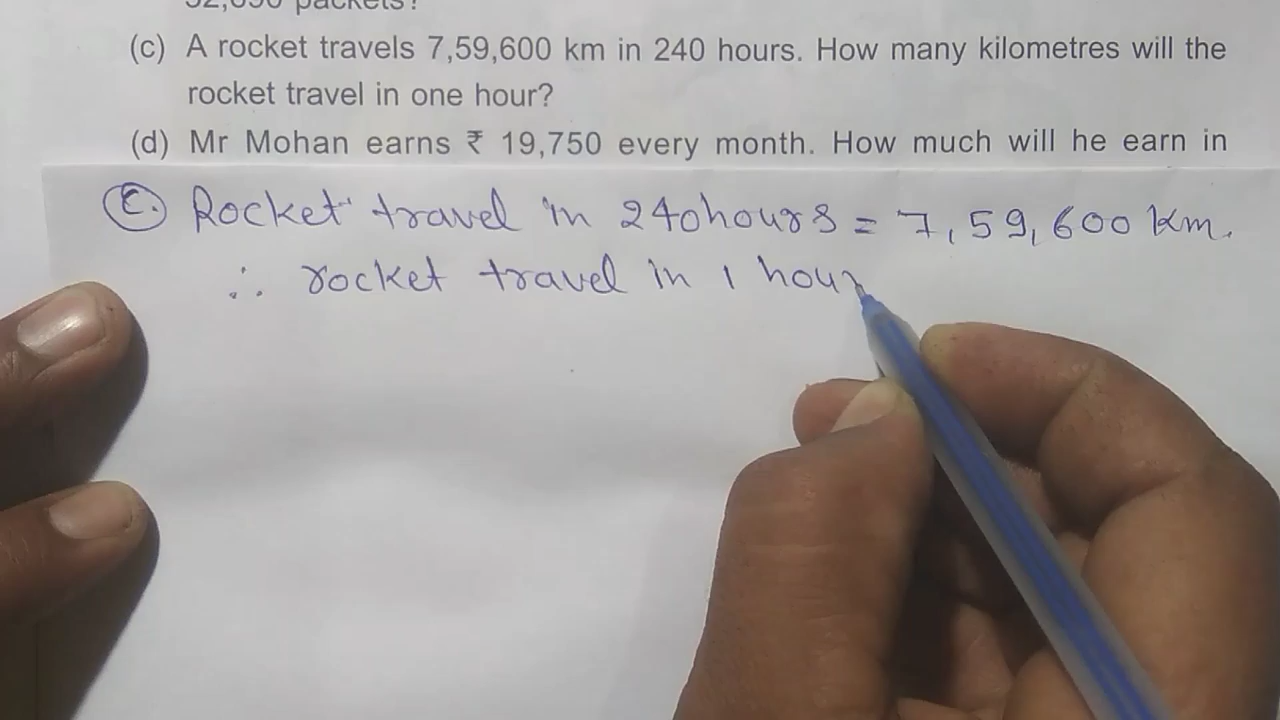 packets?
(c) A rocket travels 7,59,600 km in 240 hours. How many kilometres will the
rocket travel in one hour?
(d) Mr Mohan earns ₹ 19,750 every month. How much will he earn in
(C.) Rocket travel in 240hours = 7,59,600 km.
∴ rocket travel in 1 hour